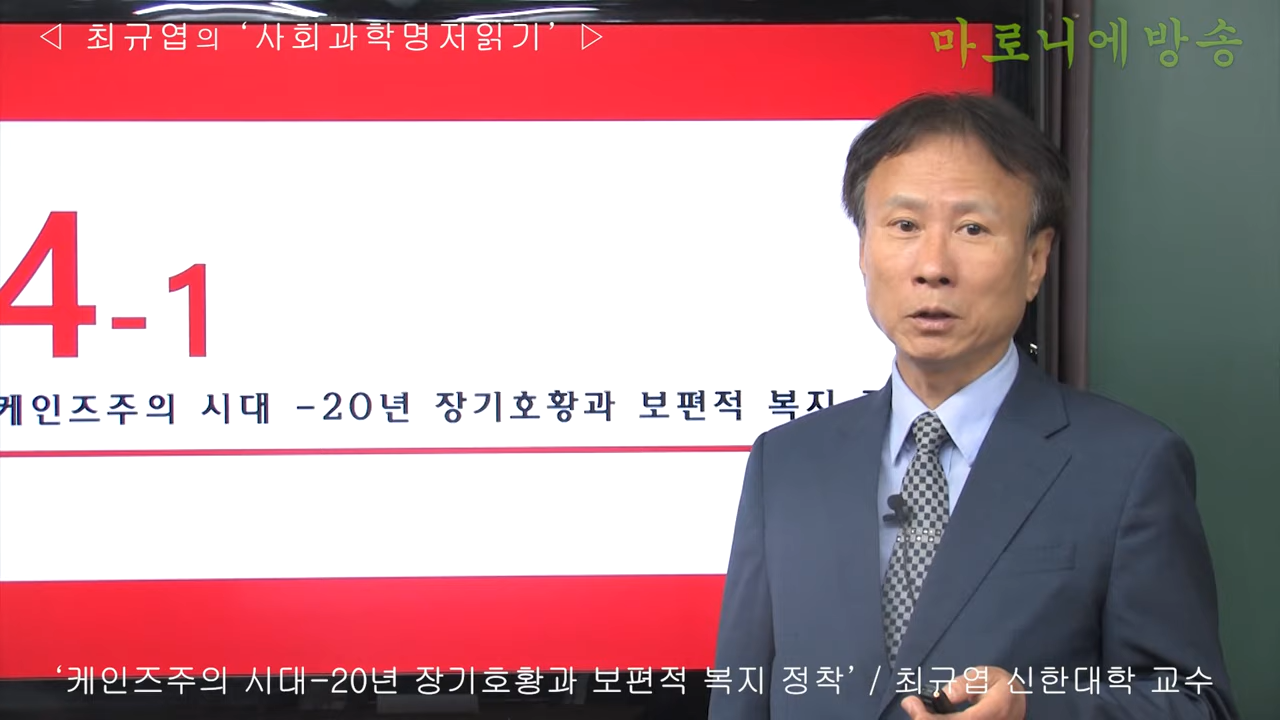 ◁ 최규엽의 ‘사회과학명저읽기’ ▷
마로니에방송
4-1
케인즈주의 시대 -20년 장기호황과 보편적 복지
‘케인즈주의 시대-20년 장기호황과 보편적 복지 정착’ / 최규엽 신한대학 교수